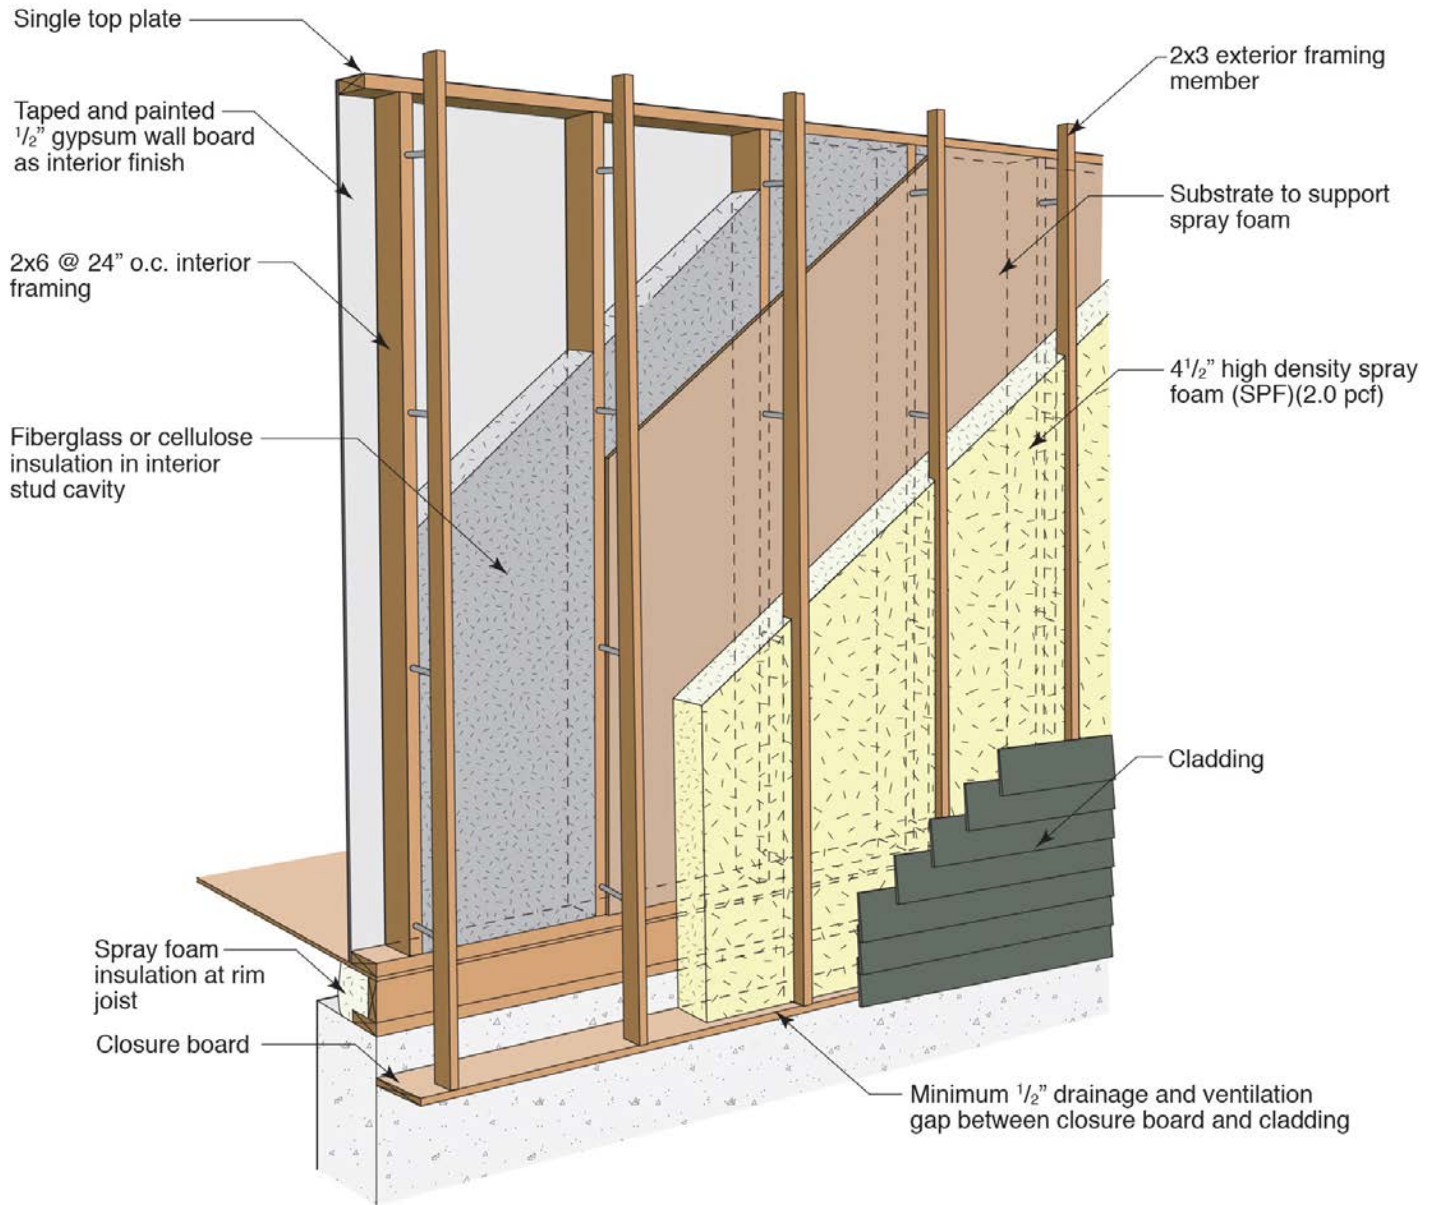 Single top plate
Taped and painted
1/2” gypsum wall board
as interior finish
2x6 @ 24” o.c. interior
framing
Fiberglass or cellulose
insulation in interior
stud cavity
Spray foam
insulation at rim
joist
Closure board
2x3 exterior framing
member
Substrate to support
spray foam
4 1/2” high density spray
foam (SPF)(2.0 pcf)
Cladding
Minimum 1/2” drainage and ventilation
gap between closure board and cladding